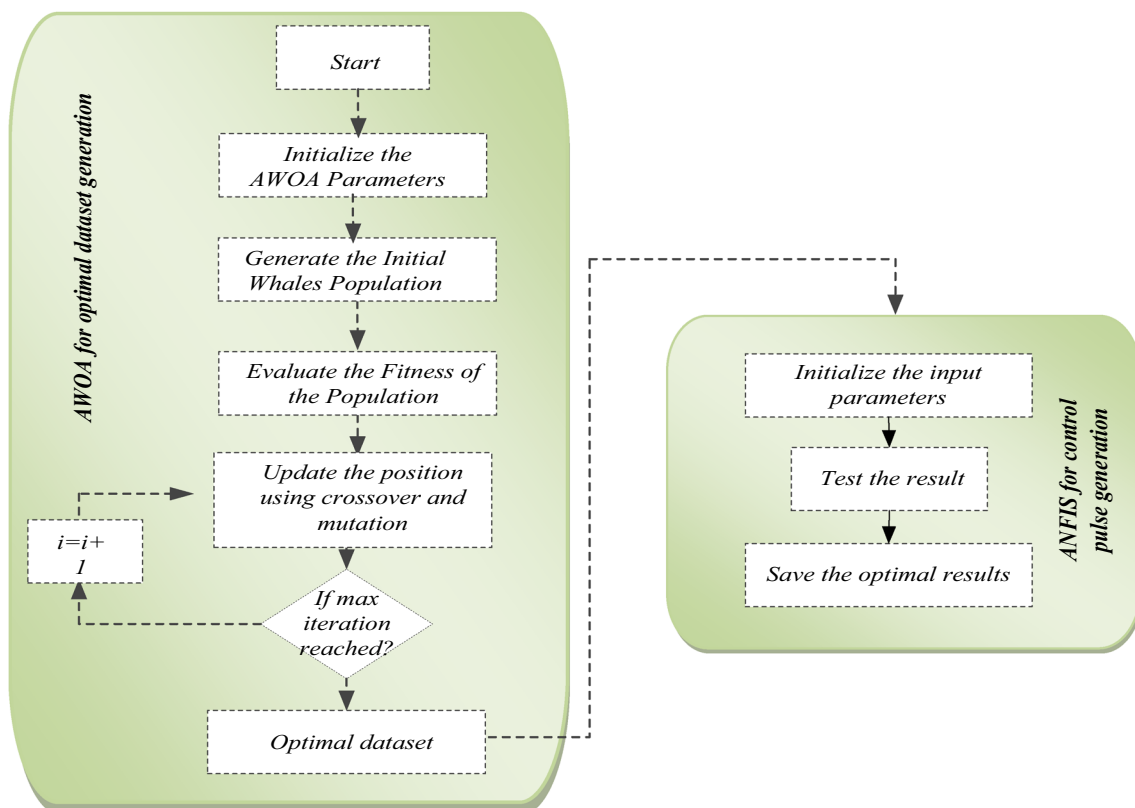 AWOA for optimal dataset generation
Start
Initialize the
AWOA Parameters
Generate the Initial
Whales Population
Evaluate the Fitness of
the Population
Update the position
using crossover and
mutation
i=i+
1
If max
iteration
reached?
Optimal dataset
Initialize the input
parameters
Test the result
Save the optimal results
ANFIS for control
pulse generation